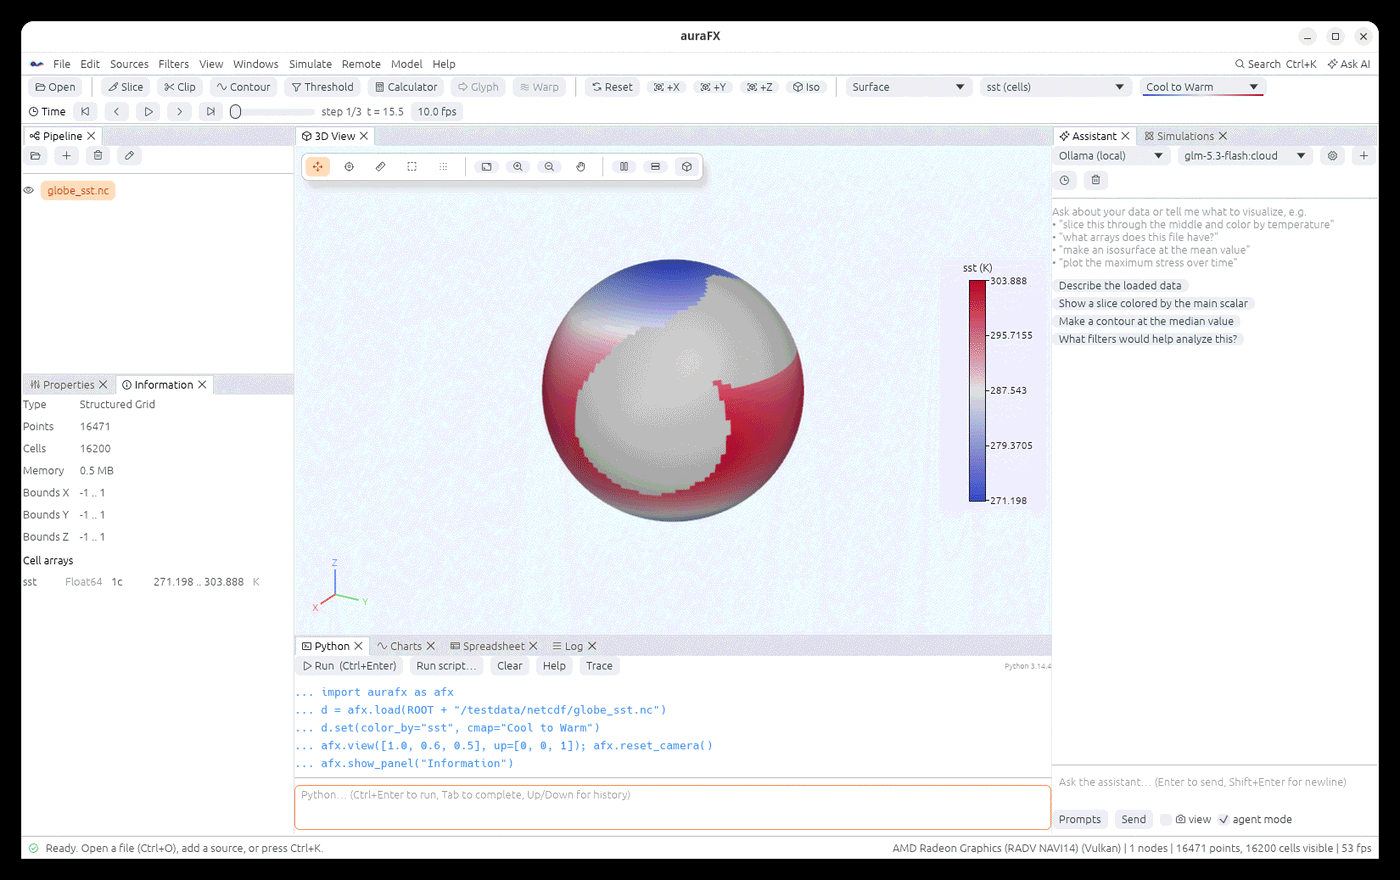 auraFX
File Edit Sources Filters View Windows Simulate Remote Model Help Search Ctrl+K Ask AI
Open Slice Clip Contour Threshold Calculator Glyph Warp Reset +X +Y +Z Iso Surface sst (cells) Cool to Warm
Time step 1/3 t = 15.5 10.0 fps
Pipeline
globe_sst.nc
Properties Information
Type Structured Grid
Points 16471
Cells 16200
Memory 0.5 MB
Bounds X -1 .. 1
Bounds Y -1 .. 1
Bounds Z -1 .. 1
Cell arrays
sst Float64 1c 271.198 .. 303.888 K
3D View
sst (K)
303.888
295.7155
287.543
279.3705
271.198
Z
X
Y
Python Charts Spreadsheet Log
Run (Ctrl+Enter) Run script... Clear Help Trace Python 3.14.4
... import aurafx as afx
... d = afx.load(ROOT + "/testdata/netcdf/globe_sst.nc")
... d.set(color_by="sst", cmap="Cool to Warm")
... afx.view([1.0, 0.6, 0.5], up=[0, 0, 1]); afx.reset_camera()
... afx.show_panel("Information")
Python... (Ctrl+Enter to run, Tab to complete, Up/Down for history)
Assistant Simulations
Ollama (local) glm-5.3-flash:cloud
Ask about your data or tell me what to visualize, e.g.
• "slice this through the middle and color by temperature"
• "what arrays does this file have?"
• "make an isosurface at the mean value"
• "plot the maximum stress over time"
Describe the loaded data
Show a slice colored by the main scalar
Make a contour at the median value
What filters would help analyze this?
Ask the assistant... (Enter to send, Shift+Enter for newline)
Prompts Send view agent mode
Ready. Open a file (Ctrl+O), add a source, or press Ctrl+K.
AMD Radeon Graphics (RADV NAVI14) (Vulkan) | 1 nodes | 16471 points, 16200 cells visible | 53 fps